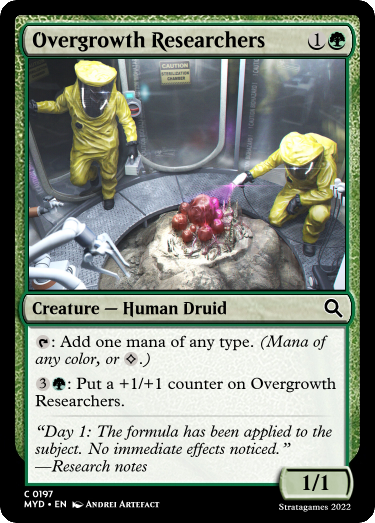 Overgrowth Researchers 1
CAUTION
STERILIZATION
CHAMBER
Creature — Human Druid
: Add one mana of any type. (Mana of
any color, or .)
3 : Put a +1/+1 counter on Overgrowth
Researchers.
“Day 1: The formula has been applied to the
subject. No immediate effects noticed.”
—Research notes
1/1
C 0197
MYD • EN Andrei Artefact
Stratagames 2022